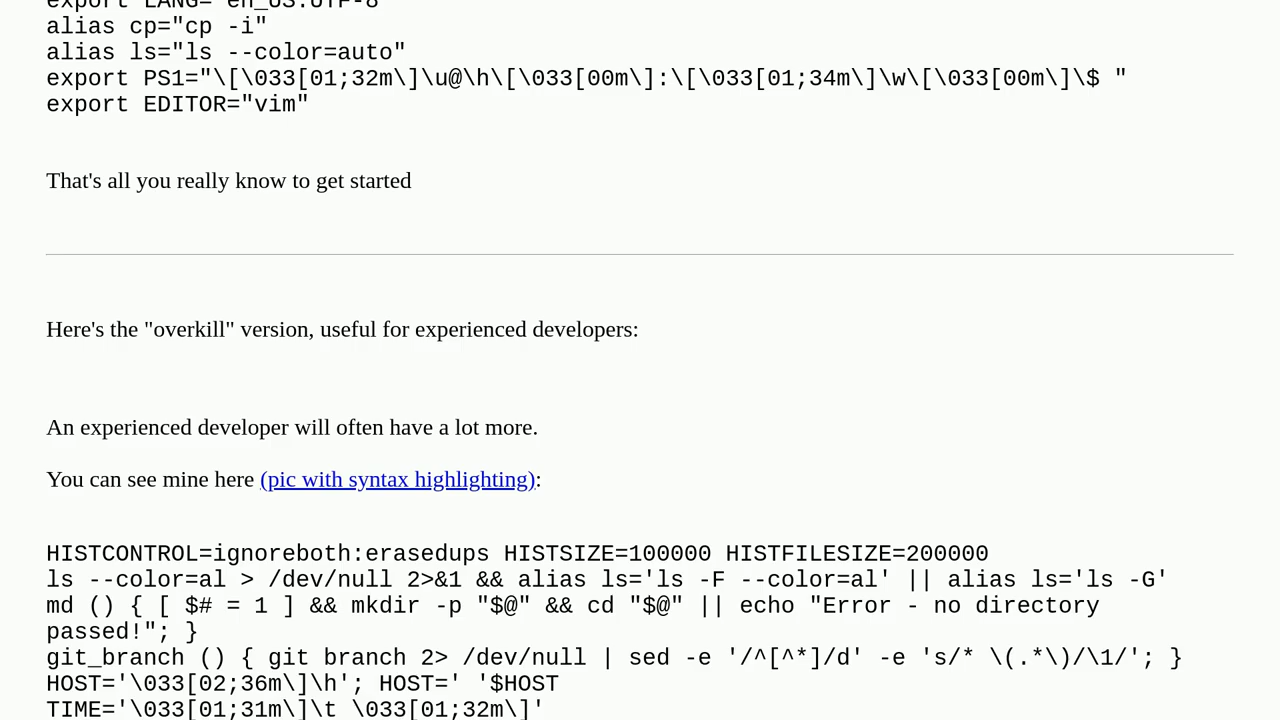 export LANG="en_US.UTF-8"
alias cp="cp -i"
alias ls="ls --color=auto"
export PS1="\[\033[01;32m\]\u@\h\[\033[00m\]:\[\033[01;34m\]\w\[\033[00m\]\$ "
export EDITOR="vim"
That's all you really know to get started
Here's the "overkill" version, useful for experienced developers:
An experienced developer will often have a lot more.
You can see mine here (pic with syntax highlighting):
HISTCONTROL=ignoreboth:erasedups HISTSIZE=100000 HISTFILESIZE=200000
ls --color=al > /dev/null 2>&1 && alias ls='ls -F --color=al' || alias ls='ls -G'
md () { [ $# = 1 ] && mkdir -p "$@" && cd "$@" || echo "Error - no directory
passed!"; }
git_branch () { git branch 2> /dev/null | sed -e '/^[^*]/d' -e 's/* \(.*\)/\1/'; }
HOST='\033[02;36m\]\h'; HOST=' '$HOST
TIME='\033[01;31m\]\t \033[01;32m\]'